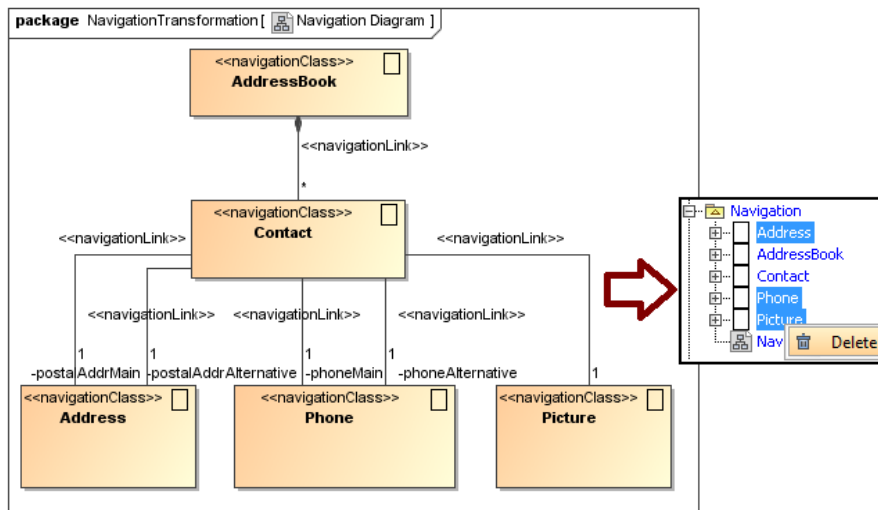 package NavigationTransformation[ Navigation Diagram ]
<<navigationClass>>
AddressBook
<<navigationLink>>
*
<<navigationClass>>
Contact
<<navigationLink>>
<<navigationLink>>
<<navigationLink>> <<navigationLink>> <<navigationLink>>
1 1 1 1
-postalAddrMain -postalAddrAlternative -phoneMain -phoneAlternative 1
<<navigationClass>>
Address
<<navigationClass>>
Phone
<<navigationClass>>
Picture
Navigation
Address
AddressBook
Contact
Phone
Picture
Nav Delete